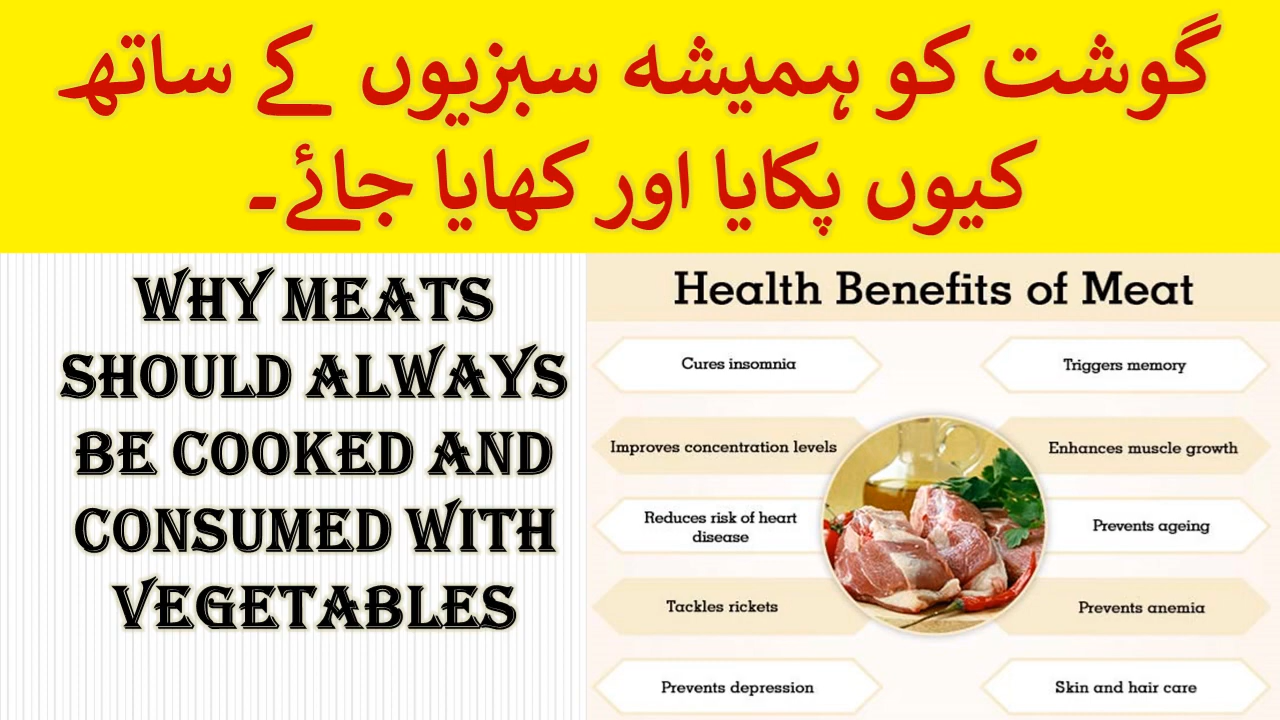 گوشت کو ہمیشہ سبزیوں کے ساتھ
کیوں پکایا اور کھایا جائے۔
WHY MEATS
SHOULD ALWAYS
BE COOKED AND
CONSUMED WITH
VEGETABLES
Health Benefits of Meat
Cures insomnia
Triggers memory
Improves concentration levels
Enhances muscle growth
Reduces risk of heart
disease
Prevents ageing
Tackles rickets
Prevents anemia
Prevents depression
Skin and hair care